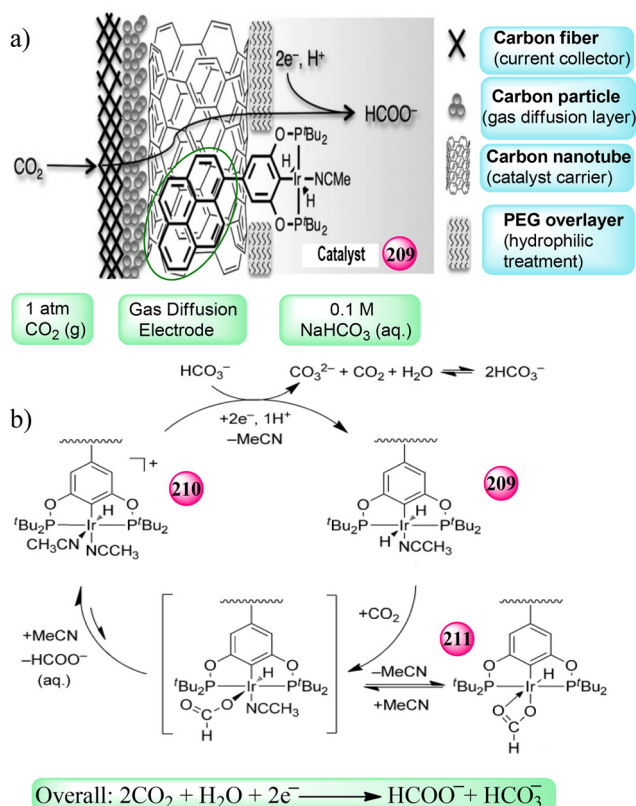 a)
2e⁻, H⁺
HCOO⁻
CO₂
O–PᵗBu₂
H
Ir–NCMe
H
O–PᵗBu₂
Catalyst 209
Carbon fiber
(current collector)
Carbon particle
(gas diffusion layer)
Carbon nanotube
(catalyst carrier)
PEG overlayer
(hydrophilic
treatment)
1 atm
CO₂ (g)
Gas Diffusion
Electrode
0.1 M
NaHCO₃ (aq.)
b)
HCO₃⁻
CO₃²⁻ + CO₂ + H₂O ⇌ 2HCO₃⁻
+2e⁻, 1H⁺
–MeCN
+
210
O O
H
ᵗBu₂P Ir PᵗBu₂
CH₃CN
NCCH₃
209
O O
H
ᵗBu₂P Ir PᵗBu₂
H
NCCH₃
+CO₂
+MeCN
–HCOO⁻
(aq.)
O O
H
ᵗBu₂P Ir PᵗBu₂
O O
NCCH₃
H
–MeCN
+MeCN
211
O O
H
ᵗBu₂P Ir PᵗBu₂
O O
H
Overall: 2CO₂ + H₂O + 2e⁻ ⟶ HCOO⁻ + HCO₃⁻